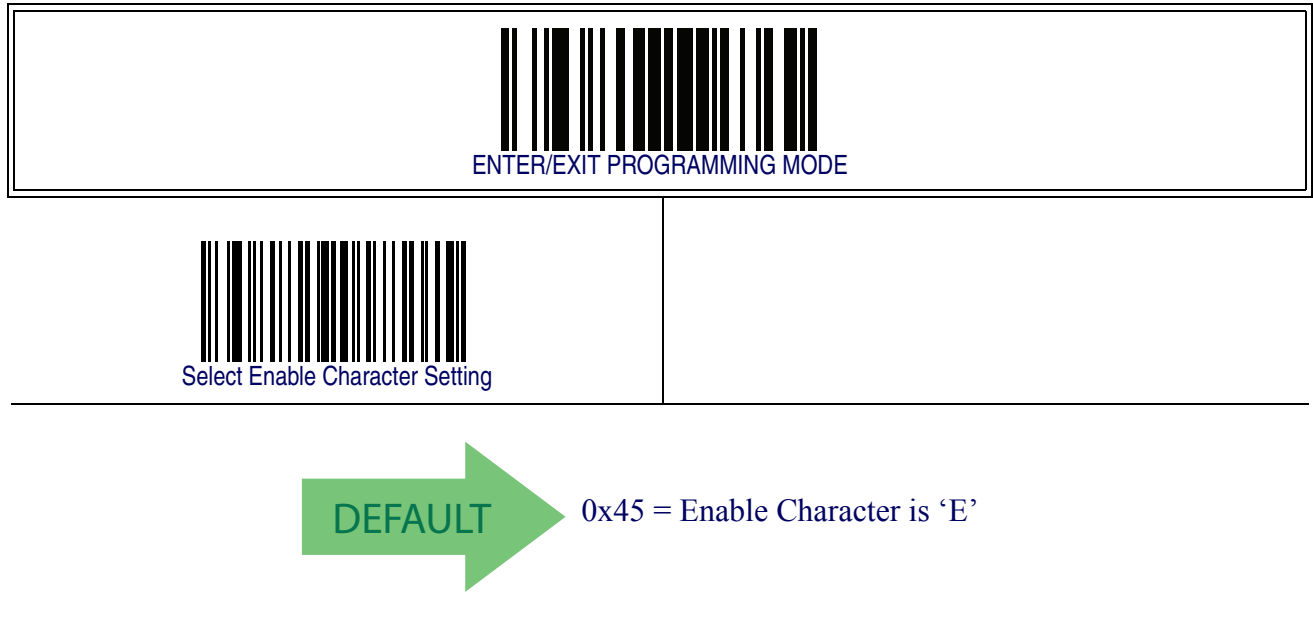 ENTER/EXIT PROGRAMMING MODE
Select Enable Character Setting
DEFAULT
0x45 = Enable Character is ‘E’